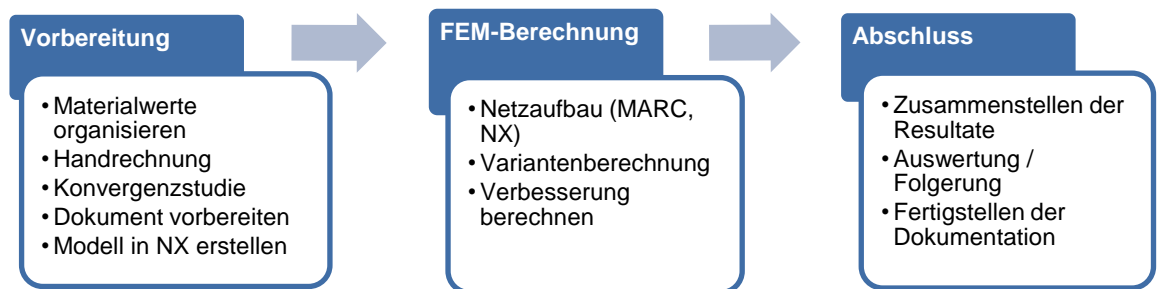 Vorbereitung
• Materialwerte
organisieren
• Handrechnung
• Konvergenzstudie
• Dokument vorbereiten
• Modell in NX erstellen
FEM-Berechnung
• Netzaufbau (MARC,
NX)
• Variantenberechnung
• Verbesserung
berechnen
Abschluss
• Zusammenstellen der
Resultate
• Auswertung /
Folgerung
• Fertigstellen der
Dokumentation